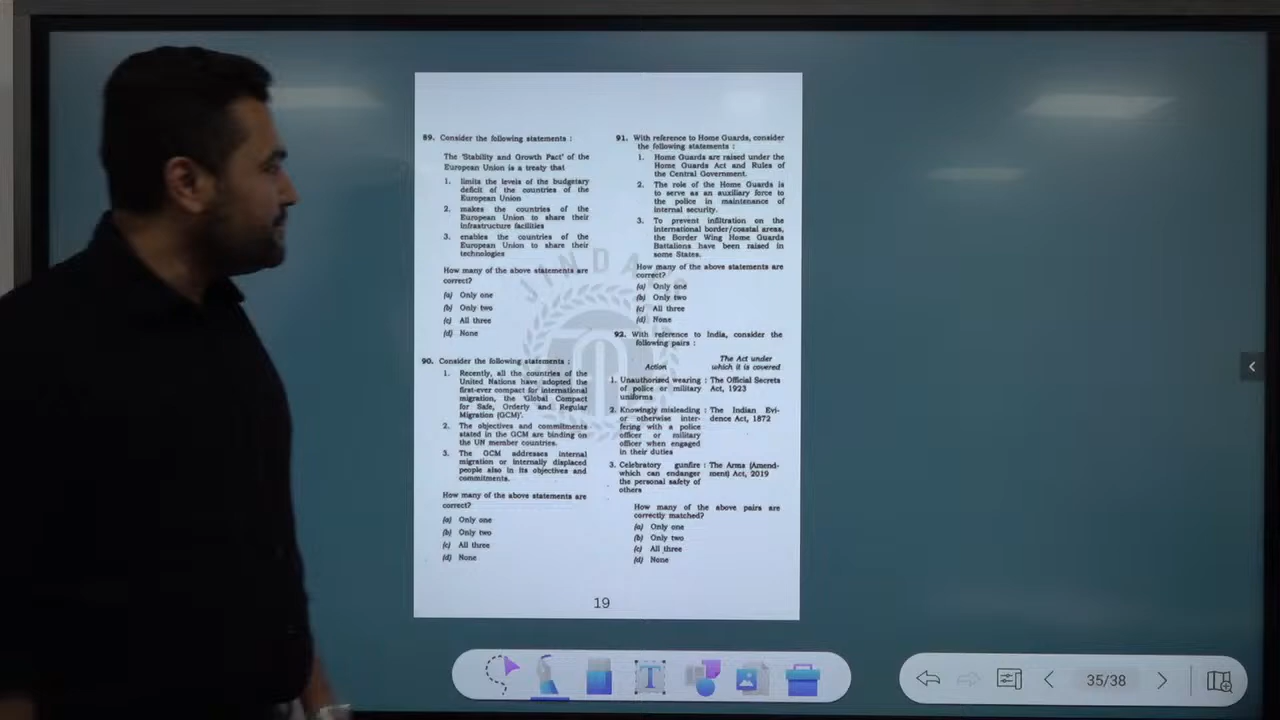 89. Consider the following statements :
The 'Stability and Growth Pact' of the
European Union is a treaty that
1. limits the levels of the budgetary
deficit of the countries of the
European Union
2. makes the countries of the
European Union to share their
infrastructure facilities
3. enables the countries of the
European Union to share their
technologies
How many of the above statements are
correct?
(a) Only one
(b) Only two
(c) All three
(d) None
90. Consider the following statements :
1. Recently, all the countries of the
United Nations have adopted the
first-ever compact for international
migration, the 'Global Compact
for Safe, Orderly and Regular
Migration (GCM)'.
2. The objectives and commitments
stated in the GCM are binding on
the UN member countries.
3. The GCM addresses internal
migration or internally displaced
people also in its objectives and
commitments.
How many of the above statements are
correct?
(a) Only one
(b) Only two
(c) All three
(d) None
91. With reference to Home Guards, consider
the following statements :
1. Home Guards are raised under the
Home Guards Act and Rules of
the Central Government.
2. The role of the Home Guards is
to serve as an auxiliary force to
the police in maintenance of
internal security.
3. To prevent infiltration on the
international border/coastal areas,
the Border Wing Home Guards
Battalions have been raised in
some States.
How many of the above statements are
correct?
(a) Only one
(b) Only two
(c) All three
(d) None
92. With reference to India, consider the
following pairs :
Action The Act under
which it is covered
1. Unauthorised wearing : The Official Secrets
of police or military Act, 1923
uniforms
2. Knowingly misleading : The Indian Evi-
or otherwise inter- dence Act, 1872
fering with a police
officer or military
officer when engaged
in their duties
3. Celebratory gunfire : The Arms (Amend-
which can endanger ment) Act, 2019
the personal safety of
others
How many of the above pairs are
correctly matched?
(a) Only one
(b) Only two
(c) All three
(d) None
19
T
35/38